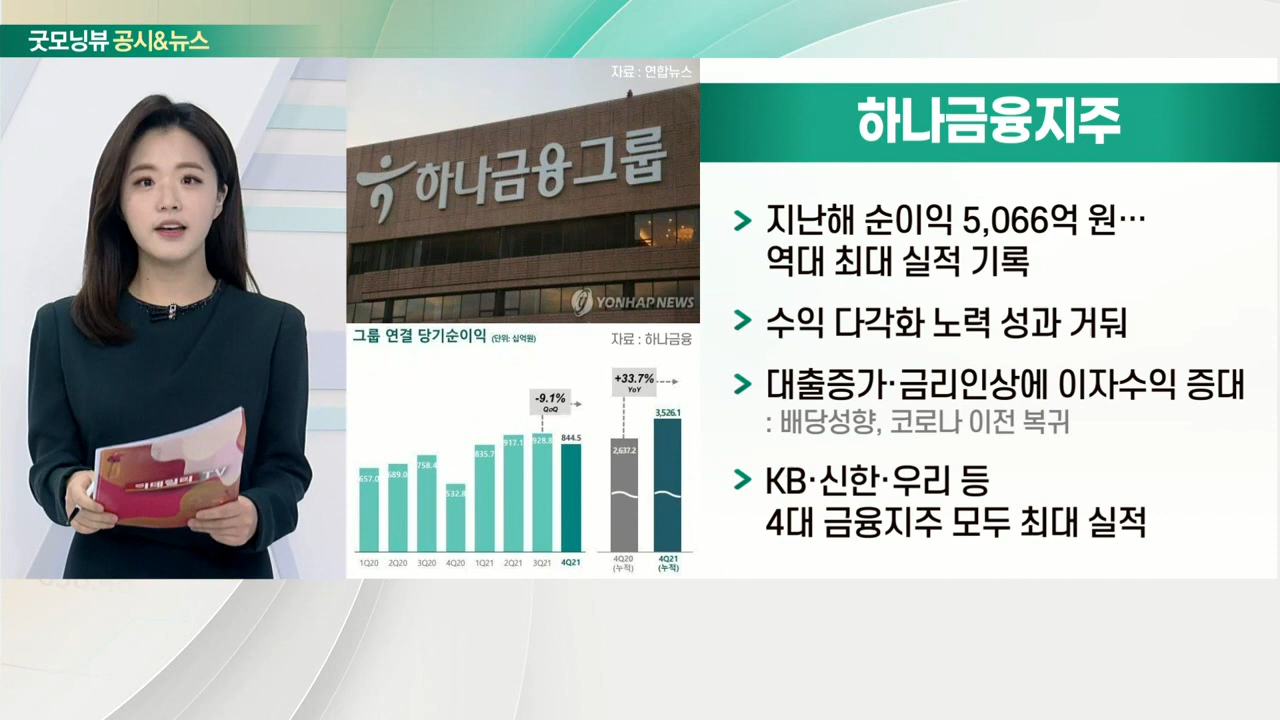 굿모닝뷰 공시&뉴스
자료 : 연합뉴스
하나금융그룹
YONHAP NEWS
그룹 연결 당기순이익 (단위: 십억원)
자료 : 하나금융
+33.7%
YoY
-9.1%
QoQ
657.0
689.0
758.4
532.8
835.7
917.1
928.8
844.5
2,637.2
3,526.1
1Q20 2Q20 3Q20 4Q20 1Q21 2Q21 3Q21 4Q21
4Q20 (누적)
4Q21 (누적)
하나금융지주
지난해 순이익 5,066억 원…
역대 최대 실적 기록
수익 다각화 노력 성과 거둬
대출증가·금리인상에 이자수익 증대
: 배당성향, 코로나 이전 복귀
KB·신한·우리 등
4대 금융지주 모두 최대 실적